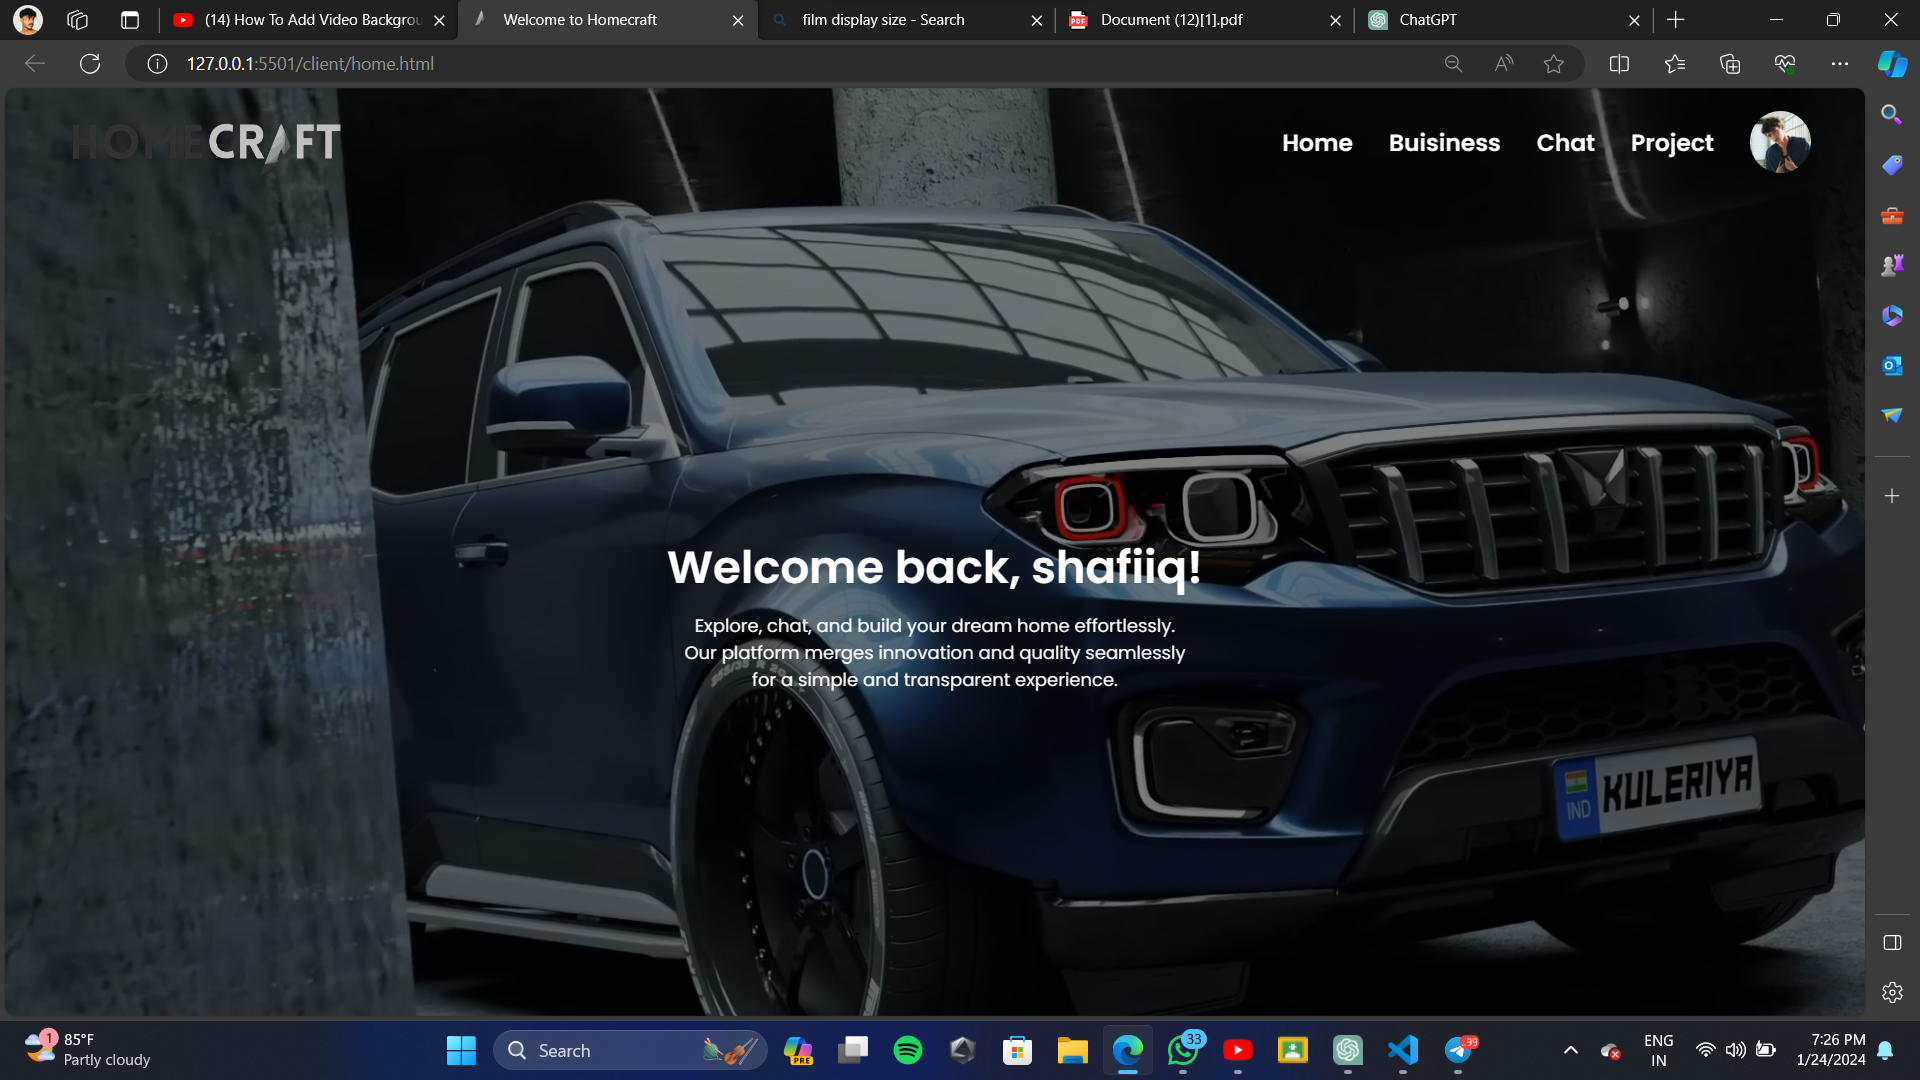 (14) How To Add Video Backgrou
Welcome to Homecraft
film display size - Search
Document (12)[1].pdf
ChatGPT
127.0.0.1:5501/client/home.html
HOMECRAFT
Home
Buisiness
Chat
Project
Welcome back, shafiiq!
Explore, chat, and build your dream home effortlessly.
Our platform merges innovation and quality seamlessly
for a simple and transparent experience.
IND KULERIYA
1
85°F
Partly cloudy
Search
PRE
33
99
ENG
IN
7:26 PM
1/24/2024